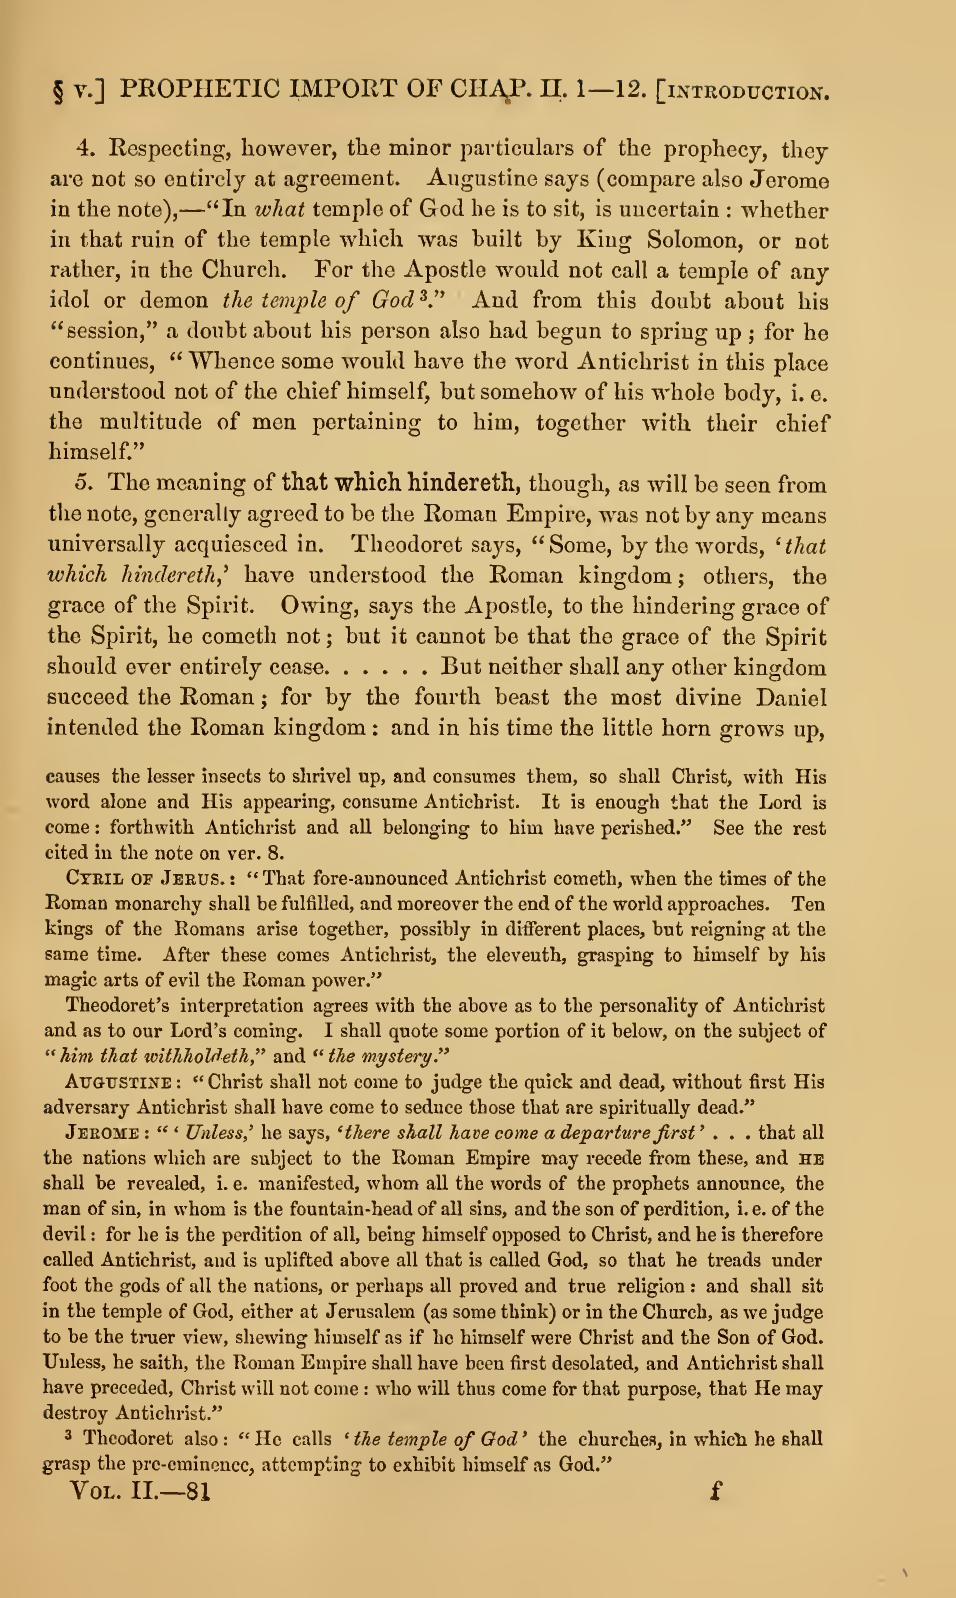 § V.] PROPHETIC IMPORT OF CHAP. II. 1—12. [INTRODUCTION.
4. Respecting, however, the minor particulars of the prophecy, they
are not so entirely at agreement. Augustine says (compare also Jerome
in the note),—“In what temple of God he is to sit, is uncertain : whether
in that ruin of the temple which was built by King Solomon, or not
rather, in the Church. For the Apostle would not call a temple of any
idol or demon the temple of God ³.” And from this doubt about his
“session,” a doubt about his person also had begun to spring up ; for he
continues, “ Whence some would have the word Antichrist in this place
understood not of the chief himself, but somehow of his whole body, i. e.
the multitude of men pertaining to him, together with their chief
himself.”
5. The meaning of that which hindereth, though, as will be seen from
the note, generally agreed to be the Roman Empire, was not by any means
universally acquiesced in. Theodoret says, “ Some, by the words, ‘ that
which hindereth,’ have understood the Roman kingdom ; others, the
grace of the Spirit. Owing, says the Apostle, to the hindering grace of
the Spirit, he cometh not ; but it cannot be that the grace of the Spirit
should ever entirely cease. . . . . . But neither shall any other kingdom
succeed the Roman ; for by the fourth beast the most divine Daniel
intended the Roman kingdom : and in his time the little horn grows up,
causes the lesser insects to shrivel up, and consumes them, so shall Christ, with His
word alone and His appearing, consume Antichrist. It is enough that the Lord is
come : forthwith Antichrist and all belonging to him have perished.” See the rest
cited in the note on ver. 8.
CYRIL OF JERUS. : “ That fore-announced Antichrist cometh, when the times of the
Roman monarchy shall be fulfilled, and moreover the end of the world approaches. Ten
kings of the Romans arise together, possibly in different places, but reigning at the
same time. After these comes Antichrist, the eleventh, grasping to himself by his
magic arts of evil the Roman power.”
Theodoret’s interpretation agrees with the above as to the personality of Antichrist
and as to our Lord’s coming. I shall quote some portion of it below, on the subject of
“ him that withholdeth,” and “ the mystery.”
AUGUSTINE : “ Christ shall not come to judge the quick and dead, without first His
adversary Antichrist shall have come to seduce those that are spiritually dead.”
JEROME : “ ‘ Unless,’ he says, ‘there shall have come a departure first’ . . . that all
the nations which are subject to the Roman Empire may recede from these, and HE
shall be revealed, i. e. manifested, whom all the words of the prophets announce, the
man of sin, in whom is the fountain-head of all sins, and the son of perdition, i. e. of the
devil : for he is the perdition of all, being himself opposed to Christ, and he is therefore
called Antichrist, and is uplifted above all that is called God, so that he treads under
foot the gods of all the nations, or perhaps all proved and true religion : and shall sit
in the temple of God, either at Jerusalem (as some think) or in the Church, as we judge
to be the truer view, shewing himself as if he himself were Christ and the Son of God.
Unless, he saith, the Roman Empire shall have been first desolated, and Antichrist shall
have preceded, Christ will not come : who will thus come for that purpose, that He may
destroy Antichrist.”
³ Theodoret also : “ He calls ‘ the temple of God’ the churches, in which he shall
grasp the pre-eminence, attempting to exhibit himself as God.”
VOL. II.—81 f